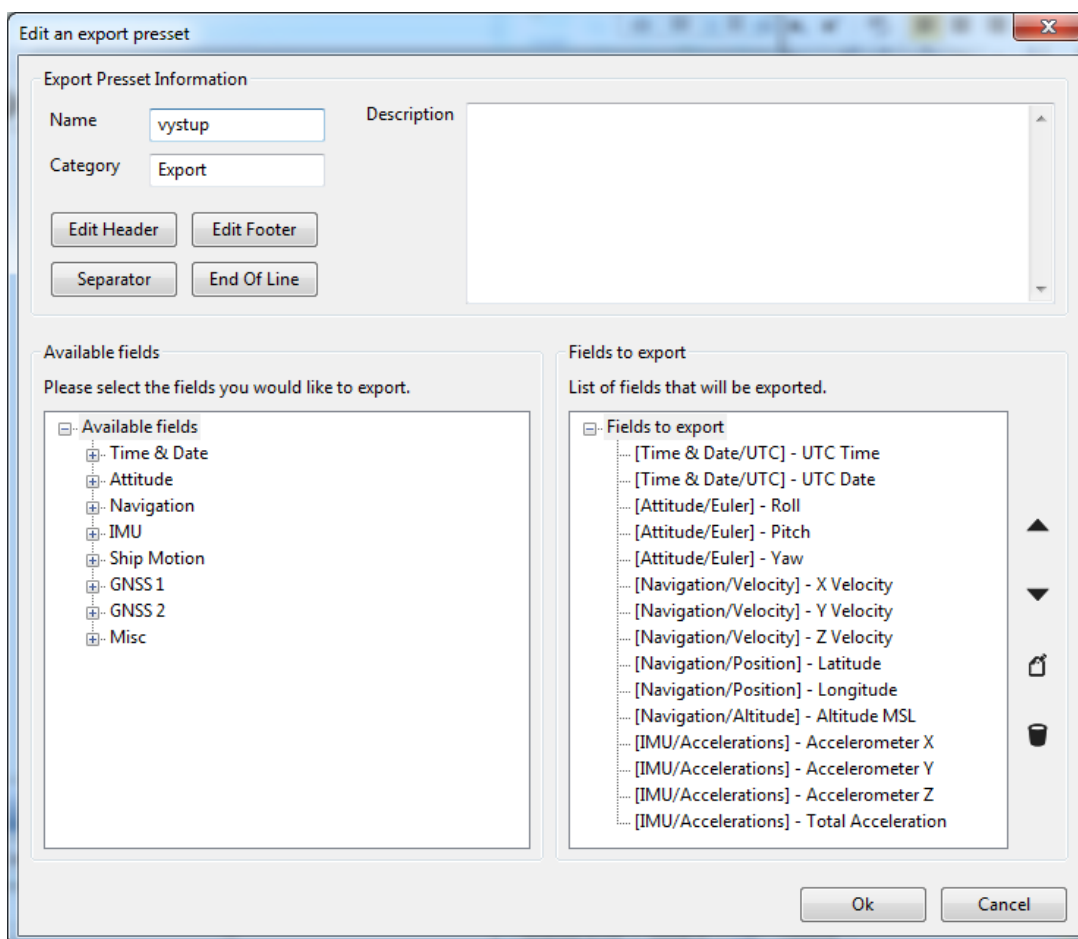 Edit an export presset
Export Presset Information
Name
vystup
Description
Category
Export
Edit Header
Edit Footer
Separator
End Of Line
Available fields
Please select the fields you would like to export.
Available fields
Time & Date
Attitude
Navigation
IMU
Ship Motion
GNSS 1
GNSS 2
Misc
Fields to export
List of fields that will be exported.
Fields to export
[Time & Date/UTC] - UTC Time
[Time & Date/UTC] - UTC Date
[Attitude/Euler] - Roll
[Attitude/Euler] - Pitch
[Attitude/Euler] - Yaw
[Navigation/Velocity] - X Velocity
[Navigation/Velocity] - Y Velocity
[Navigation/Velocity] - Z Velocity
[Navigation/Position] - Latitude
[Navigation/Position] - Longitude
[Navigation/Altitude] - Altitude MSL
[IMU/Accelerations] - Accelerometer X
[IMU/Accelerations] - Accelerometer Y
[IMU/Accelerations] - Accelerometer Z
[IMU/Accelerations] - Total Acceleration
Ok
Cancel